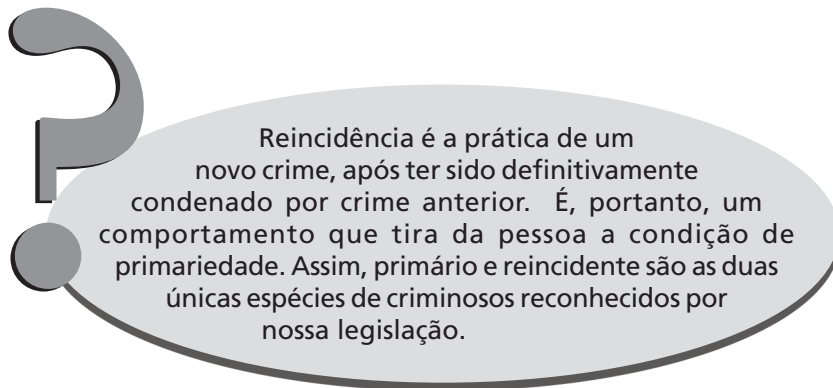 Reincidência é a prática de um
novo crime, após ter sido definitivamente
condenado por crime anterior. É, portanto, um
comportamento que tira da pessoa a condição de
primariedade. Assim, primário e reincidente são as duas
únicas espécies de criminosos reconhecidos por
nossa legislação.